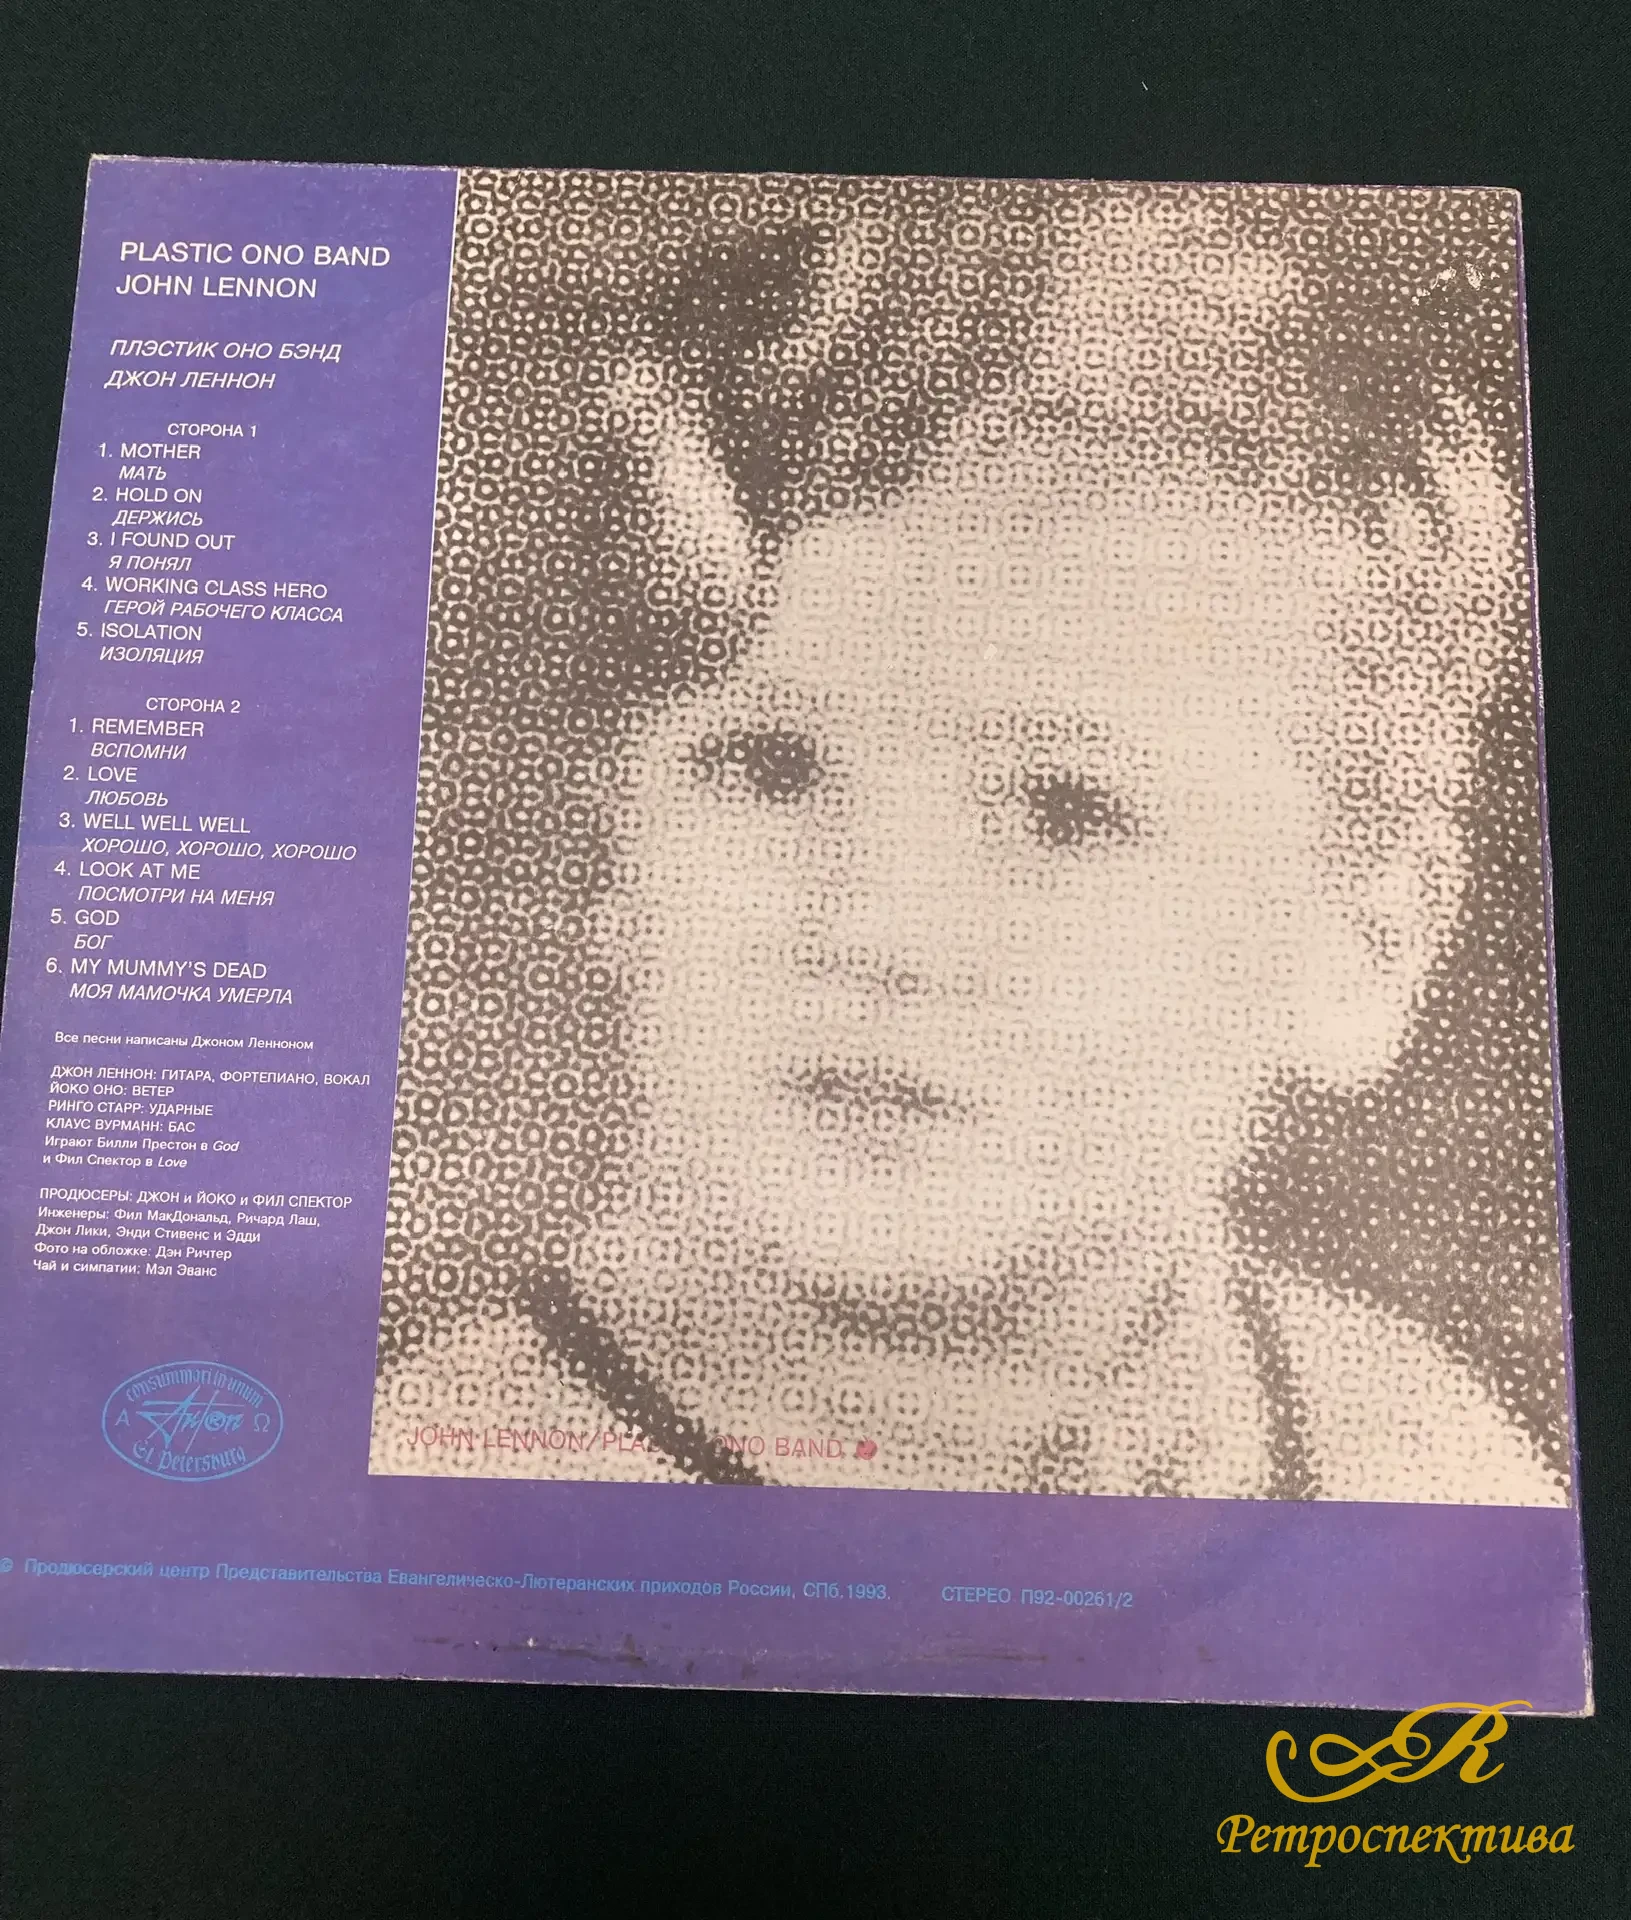 PLASTIC ONO BAND
JOHN LENNON
ПЛЭСТИК ОНО БЭНД
ДЖОН ЛЕННОН
СТОРОНА 1
1. MOTHER
МАТЬ
2. HOLD ON
ДЕРЖИСЬ
3. I FOUND OUT
Я ПОНЯЛ
4. WORKING CLASS HERO
ГЕРОЙ РАБОЧЕГО КЛАССА
5. ISOLATION
ИЗОЛЯЦИЯ
СТОРОНА 2
1. REMEMBER
ВСПОМНИ
2. LOVE
ЛЮБОВЬ
3. WELL WELL WELL
ХОРОШО, ХОРОШО, ХОРОШО
4. LOOK AT ME
ПОСМОТРИ НА МЕНЯ
5. GOD
БОГ
6. MY MUMMY'S DEAD
МОЯ МАМОЧКА УМЕРЛА
Все песни написаны Джоном Ленноном
ДЖОН ЛЕННОН: ГИТАРА, ФОРТЕПИАНО, ВОКАЛ
ЙОКО ОНО: ВЕТЕР
РИНГО СТАРР: УДАРНЫЕ
КЛАУС ВУРМАНН: БАС
Играют Билли Престон в God
и Фил Спектор в Love
ПРОДЮСЕРЫ: ДЖОН и ЙОКО и ФИЛ СПЕКТОР
Инженеры: Фил МакДональд, Ричард Лаш,
Джон Лики, Энди Стивенс и Эдди
Фото на обложке: Дэн Ричтер
Чай и симпатии: Мэл Эванс
consummori in unum
Α Ω
St Petersburg
JOHN LENNON/PLA ONO BAND
© Продюсерский центр Представительства Евангелическо-Лютеранских приходов России, СПб.1993. СТЕРЕО П92-00261/2
R
Ретроспектива